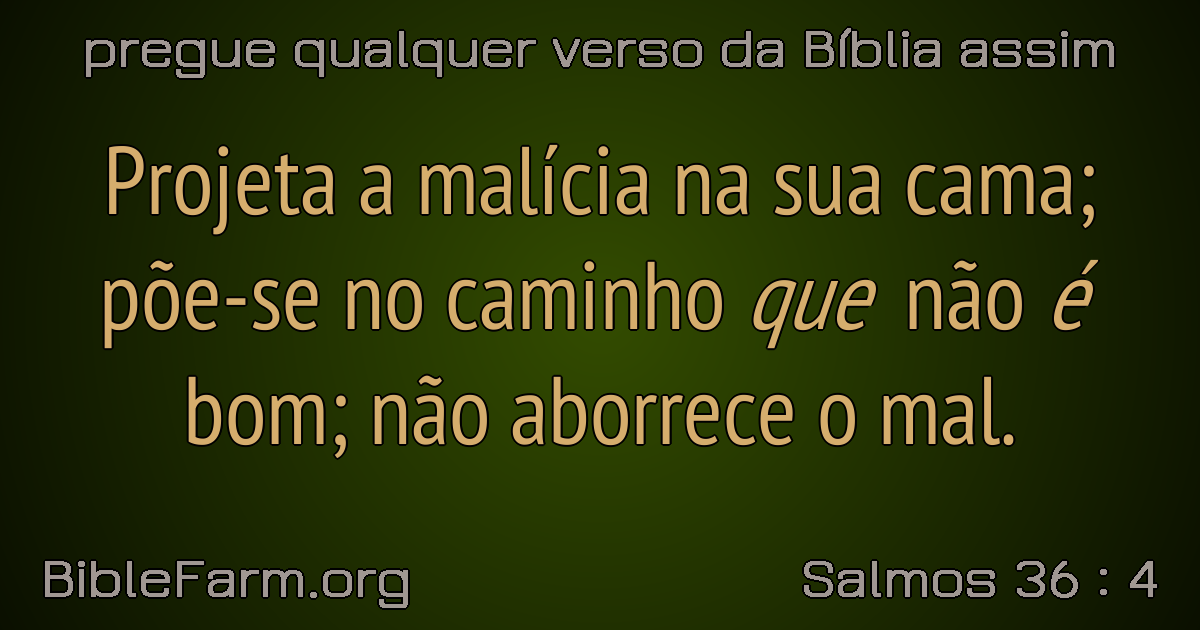 pregue qualquer verso da Bíblia assim
Projeta a malícia na sua cama;
põe-se no caminho que não é
bom; não aborrece o mal.
BibleFarm.org
Salmos 36 : 4